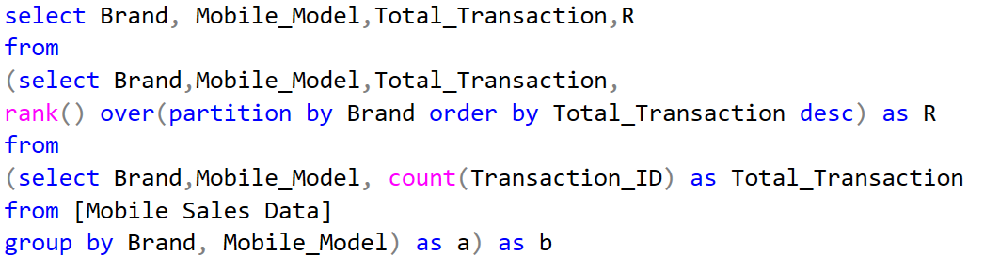 select Brand, Mobile_Model,Total_Transaction,R
from
(select Brand,Mobile_Model,Total_Transaction,
rank() over(partition by Brand order by Total_Transaction desc) as R
from
(select Brand,Mobile_Model, count(Transaction_ID) as Total_Transaction
from [Mobile Sales Data]
group by Brand, Mobile_Model) as a) as b